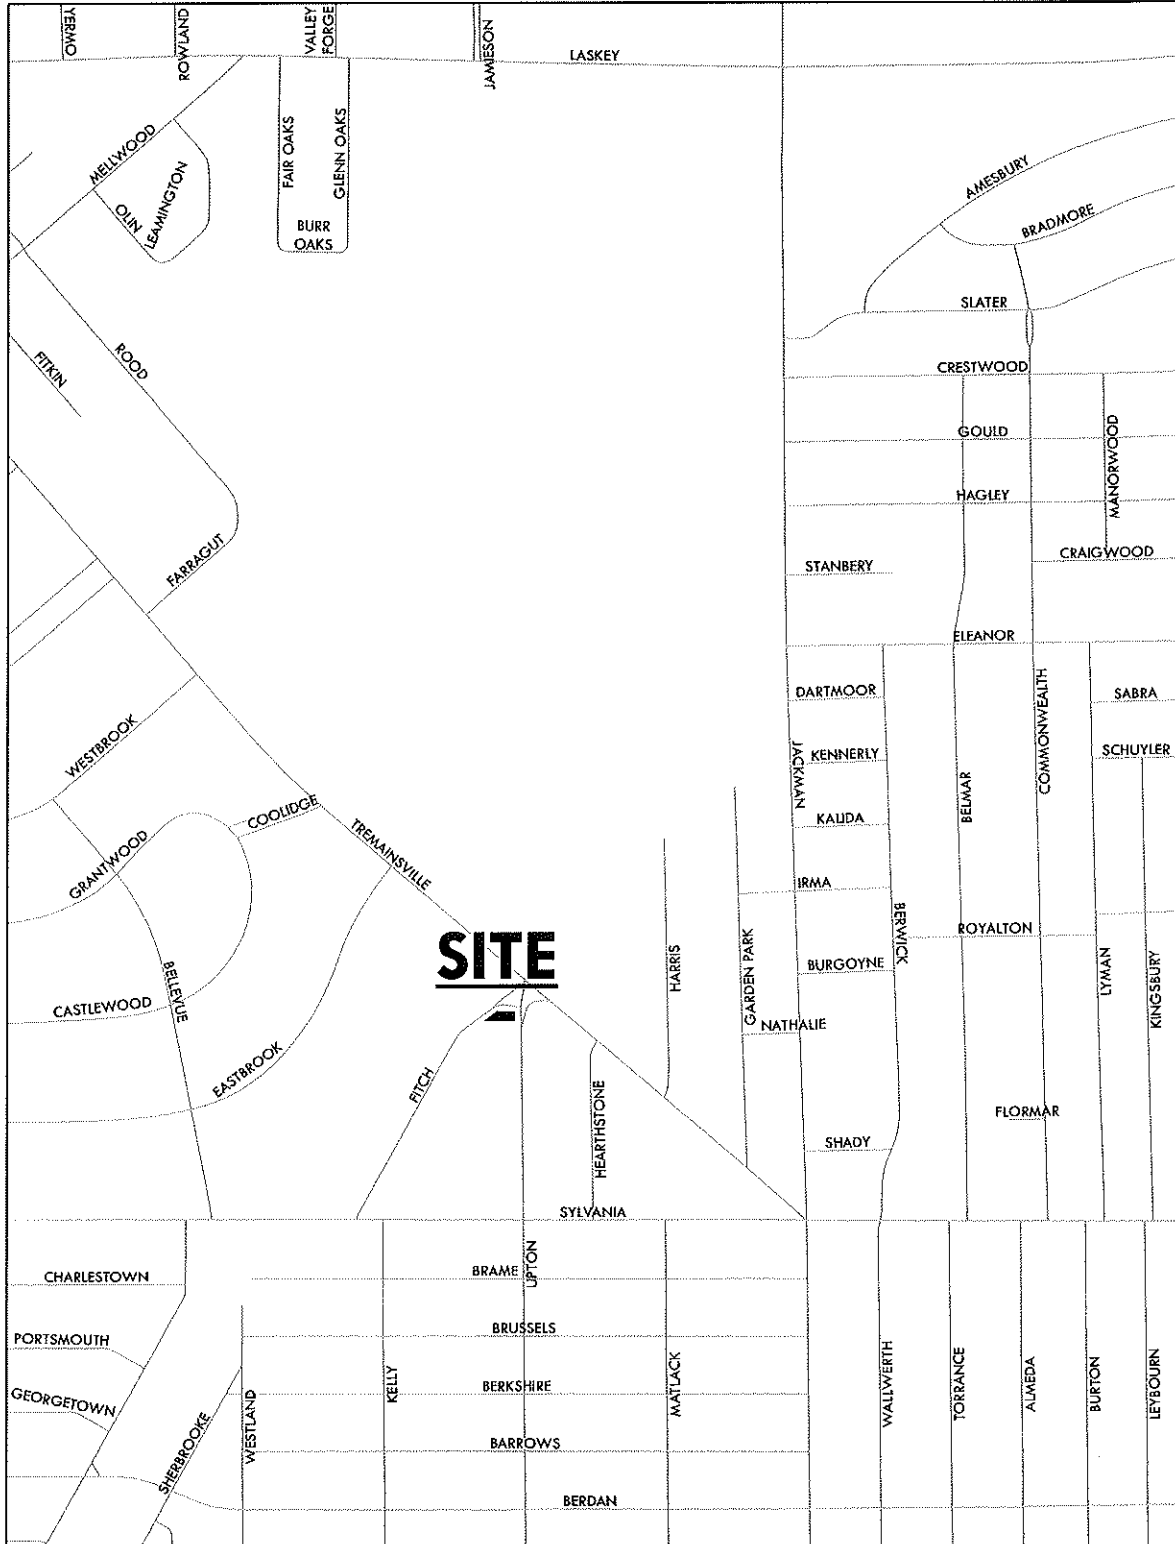 YERMO
ROWLAND
VALLEY
FORGE
JAMIESON
LASKEY
MELLWOOD
OLIN
LEAMINGTON
FAIR OAKS
GLENN OAKS
BURR
OAKS
AMESBURY
BRADMORE
SLATER
FITKIN
ROOD
CRESTWOOD
GOULD
MANORWOOD
HAGLEY
FARRAGUT
STANBERY
CRAIGWOOD
ELEANOR
DARTMOOR
COMMONWEALTH
SABRA
WESTBROOK
JACKMAN
KENNERLY
BELMAR
SCHUYLER
COOLIDGE
KAUDA
GRANTWOOD
TREMAINSVILLE
IRMA
BERWICK
ROYALTON
SITE
HARRIS
GARDEN PARK
BURGOYNE
LYMAN
KINGSBURY
CASTLEWOOD
BELLEVUE
NATHALIE
EASTBROOK
FITCH
HEARTHSTONE
FLORMAR
SHADY
SYLVANIA
CHARLESTOWN
BRAME
UPTON
PORTSMOUTH
BRUSSELS
GEORGETOWN
WESTLAND
KELLY
BERKSHIRE
MATLACK
WALLWERTH
TORRANCE
ALMEDA
BURTON
LEYBOURN
SHERBROOKE
BARROWS
BERDAN